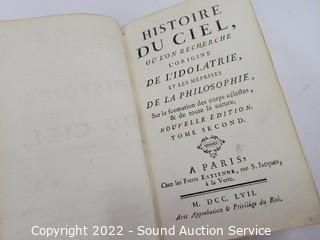 HISTOIRE
DU CIEL,
OÙ L'ON RECHERCHE
L'ORIGINE
DE L'IDOLATRIE,
ET LES MÉPRISES
DE LA PHILOSOPHIE,
Sur la formation des corps célestes,
& de toute la nature.
NOUVELLE EDITION.
TOME SECOND.
A PARIS,
Chez les Freres ESTIENNE, rue S. Jacques,
à la Vertu.
M. DCC. LVII.
Avec Approbation & Privilége du Roi.
Copyright 2022 - Sound Auction Service